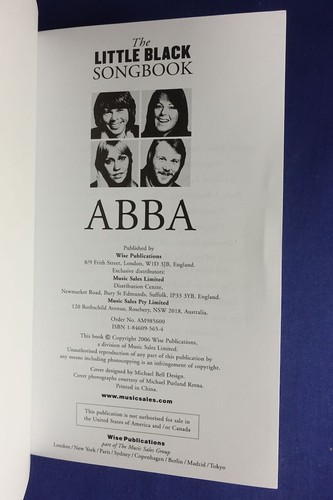 The
LITTLE BLACK
SONGBOOK
ABBA
Published by
Wise Publications
8/9 Frith Street, London, W1D 3JB, England.
Exclusive distributors:
Music Sales Limited
Distribution Centre,
Newmarket Road, Bury St Edmunds, Suffolk, IP33 3YB, England.
Music Sales Pty Limited
120 Rothschild Avenue, Rosebery, NSW 2018, Australia.
Order No. AM985600
ISBN 1-84609-565-4
This book © Copyright 2006 Wise Publications,
a division of Music Sales Limited.
Unauthorised reproduction of any part of this publication by
any means including photocopying is an infringement of copyright.
Cover designed by Michael Bell Design.
Cover photographs courtesy of Michael Putland Retna.
Printed in China.
www.musicsales.com
This publication is not authorised for sale in
the United States of America and /or Canada
Wise Publications
part of The Music Sales Group
London / New York / Paris / Sydney / Copenhagen / Berlin / Madrid / Tokyo